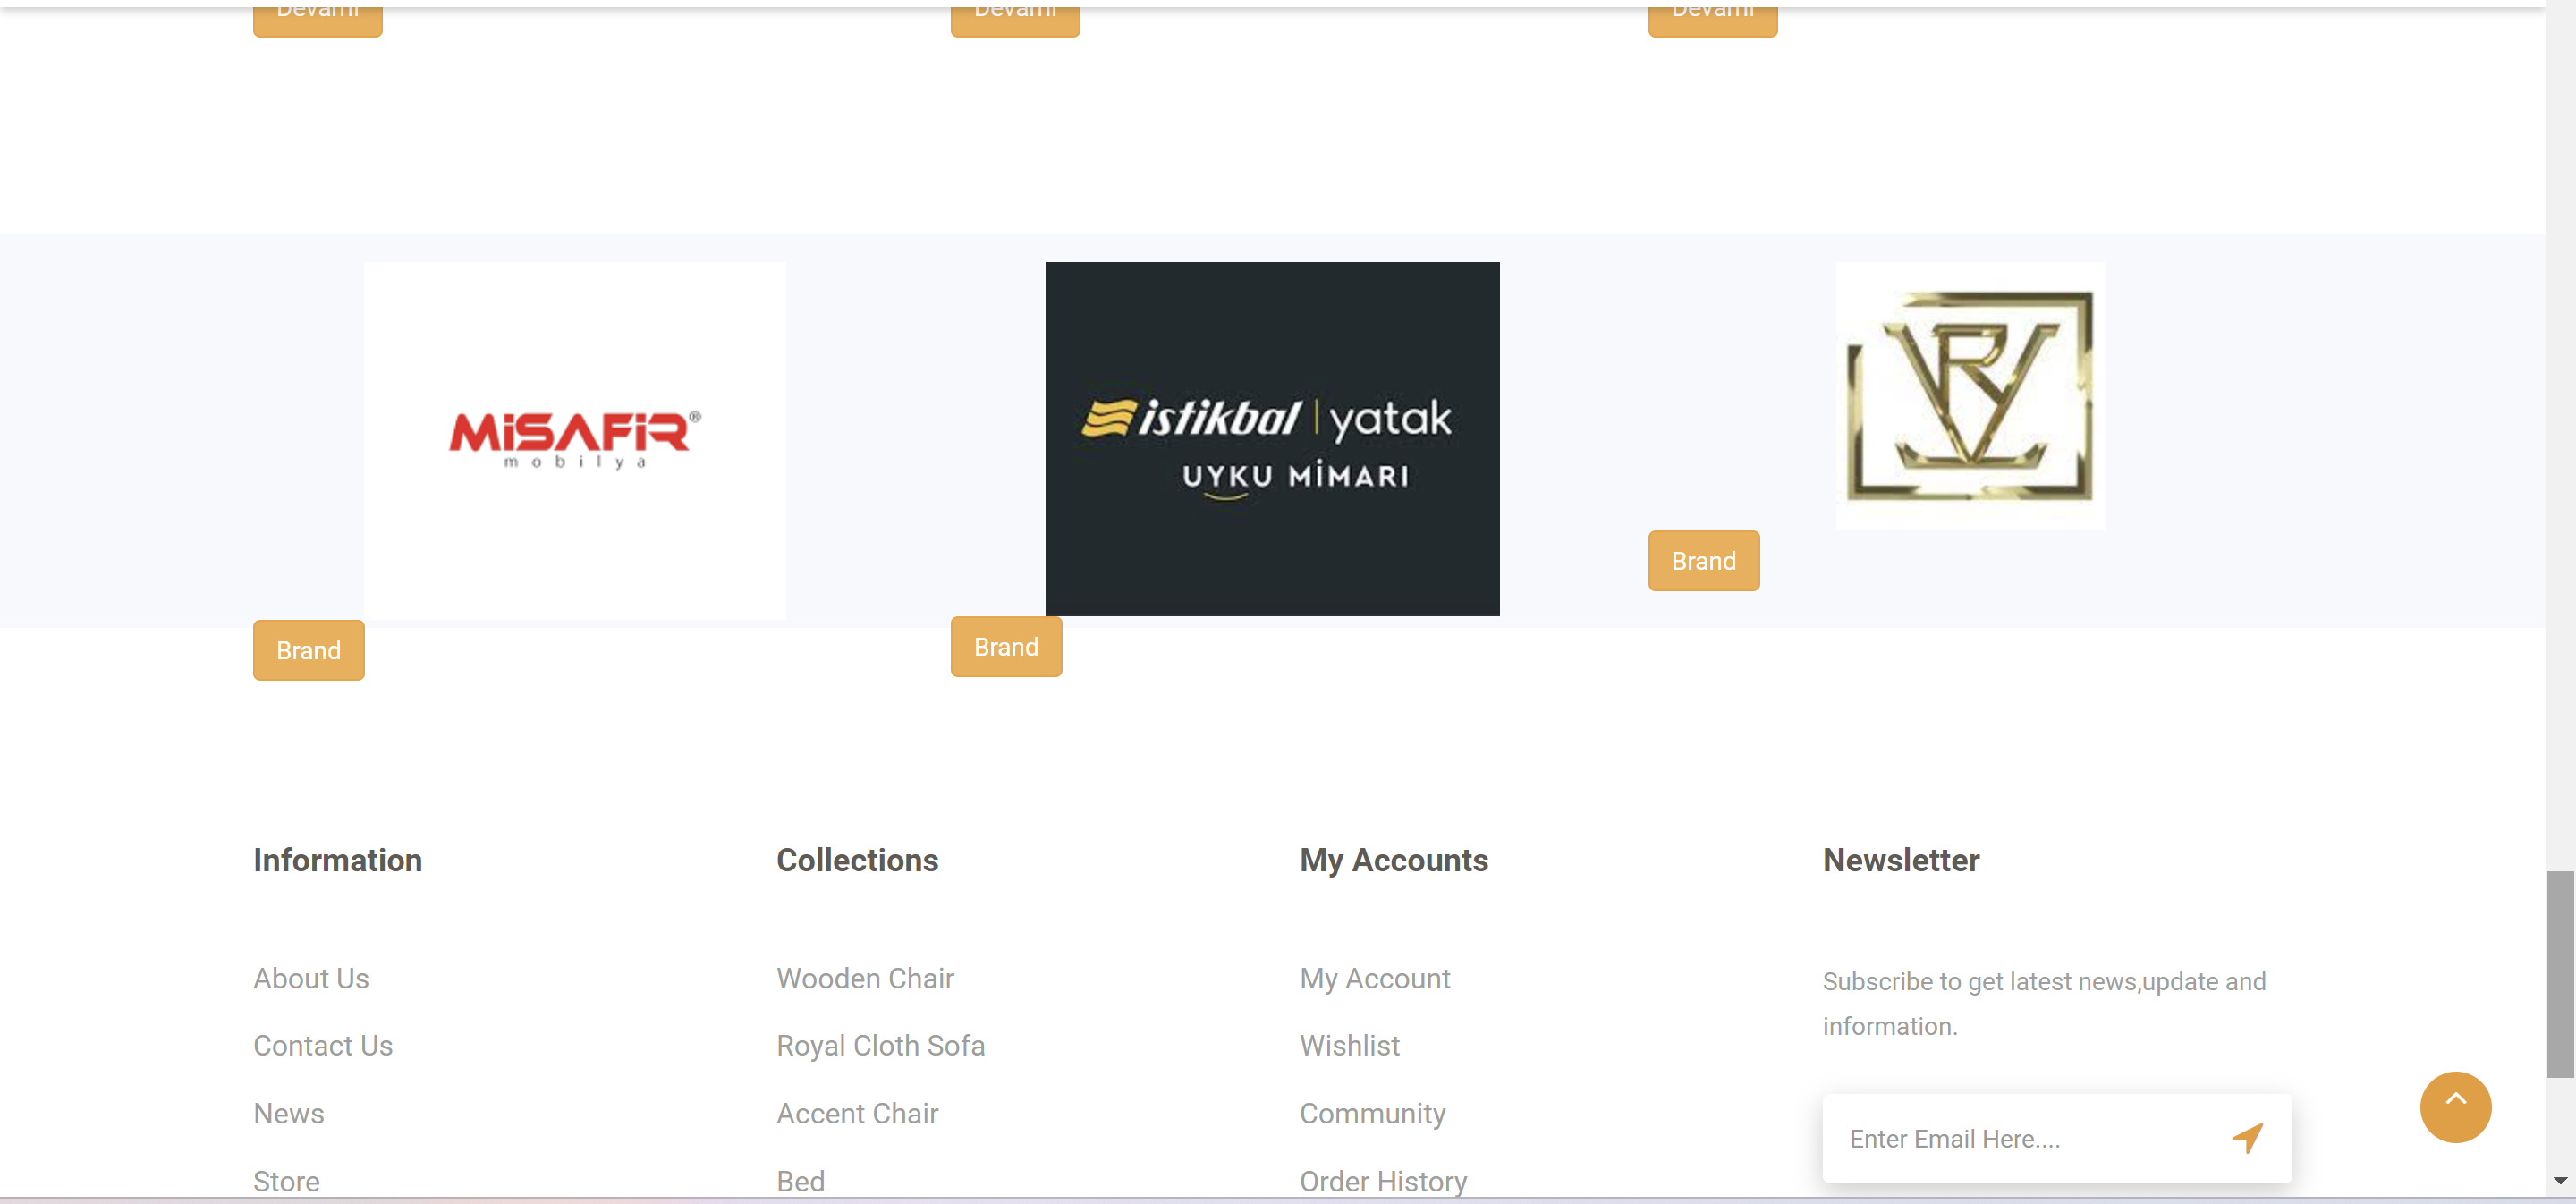 Devamı
Devamı
Devamı
MİSAFİR®
mobilya
istikbal | yatak
UYKU MİMARI
VR
Brand
Brand
Brand
Information
Collections
My Accounts
Newsletter
About Us
Wooden Chair
My Account
Subscribe to get latest news,update and
information.
Contact Us
Royal Cloth Sofa
Wishlist
News
Accent Chair
Community
Enter Email Here....
Store
Bed
Order History